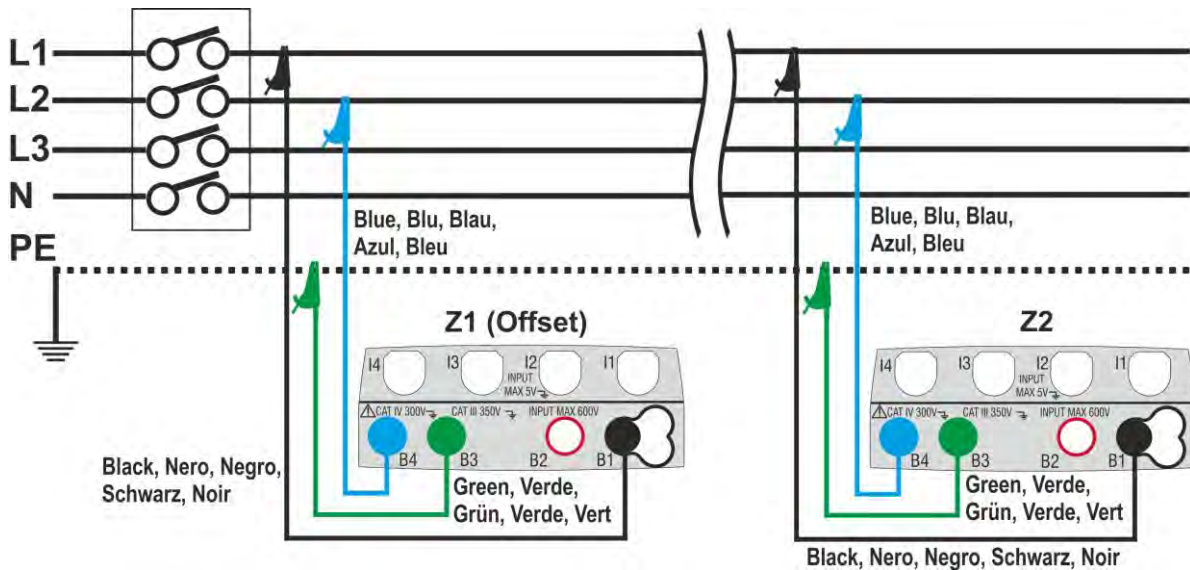 L1
L2
L3
N
PE
Blue, Blu, Blau,
Azul, Bleu
Blue, Blu, Blau,
Azul, Bleu
Z1 (Offset)
I4 I3 I2 I1
INPUT
MAX 5V
CAT IV 300V CAT III 350V INPUT MAX 600V
B4 B3 B2 B1
Black, Nero, Negro,
Schwarz, Noir
Green, Verde,
Grün, Verde, Vert
Z2
I4 I3 I2 I1
INPUT
MAX 5V
CAT IV 300V CAT III 350V INPUT MAX 600V
B4 B3 B2 B1
Green, Verde,
Grün, Verde, Vert
Black, Nero, Negro, Schwarz, Noir